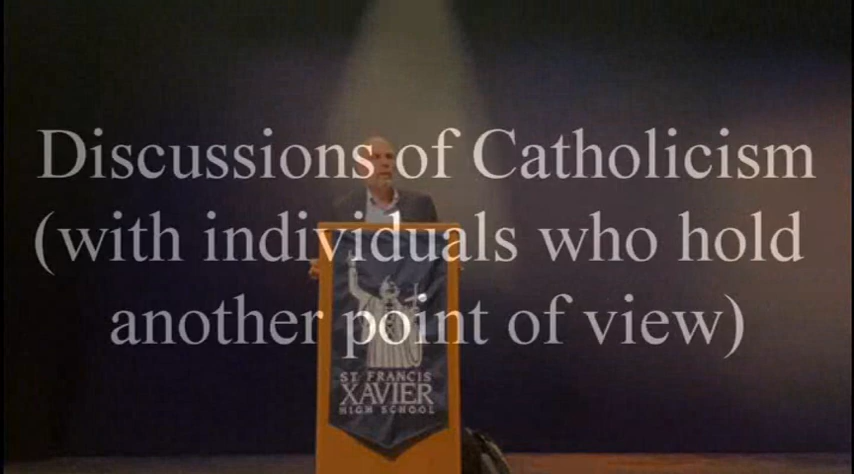 Discussions of Catholicism
(with individuals who hold
another point of view)
ST. FRANCIS
XAVIER
HIGH SCHOOL